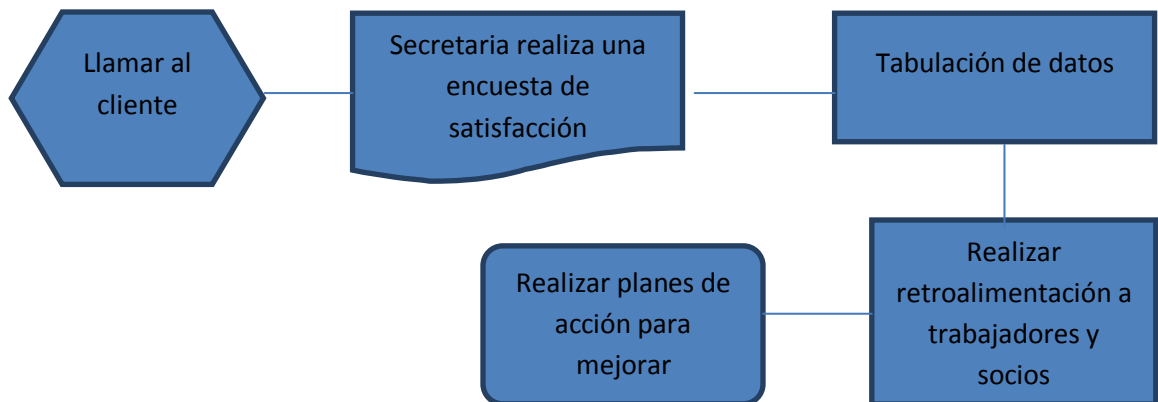 Llamar al
cliente
Secretaria realiza una
encuesta de
satisfacción
Tabulación de datos
Realizar
retroalimentación a
trabajadores y
socios
Realizar planes de
acción para
mejorar